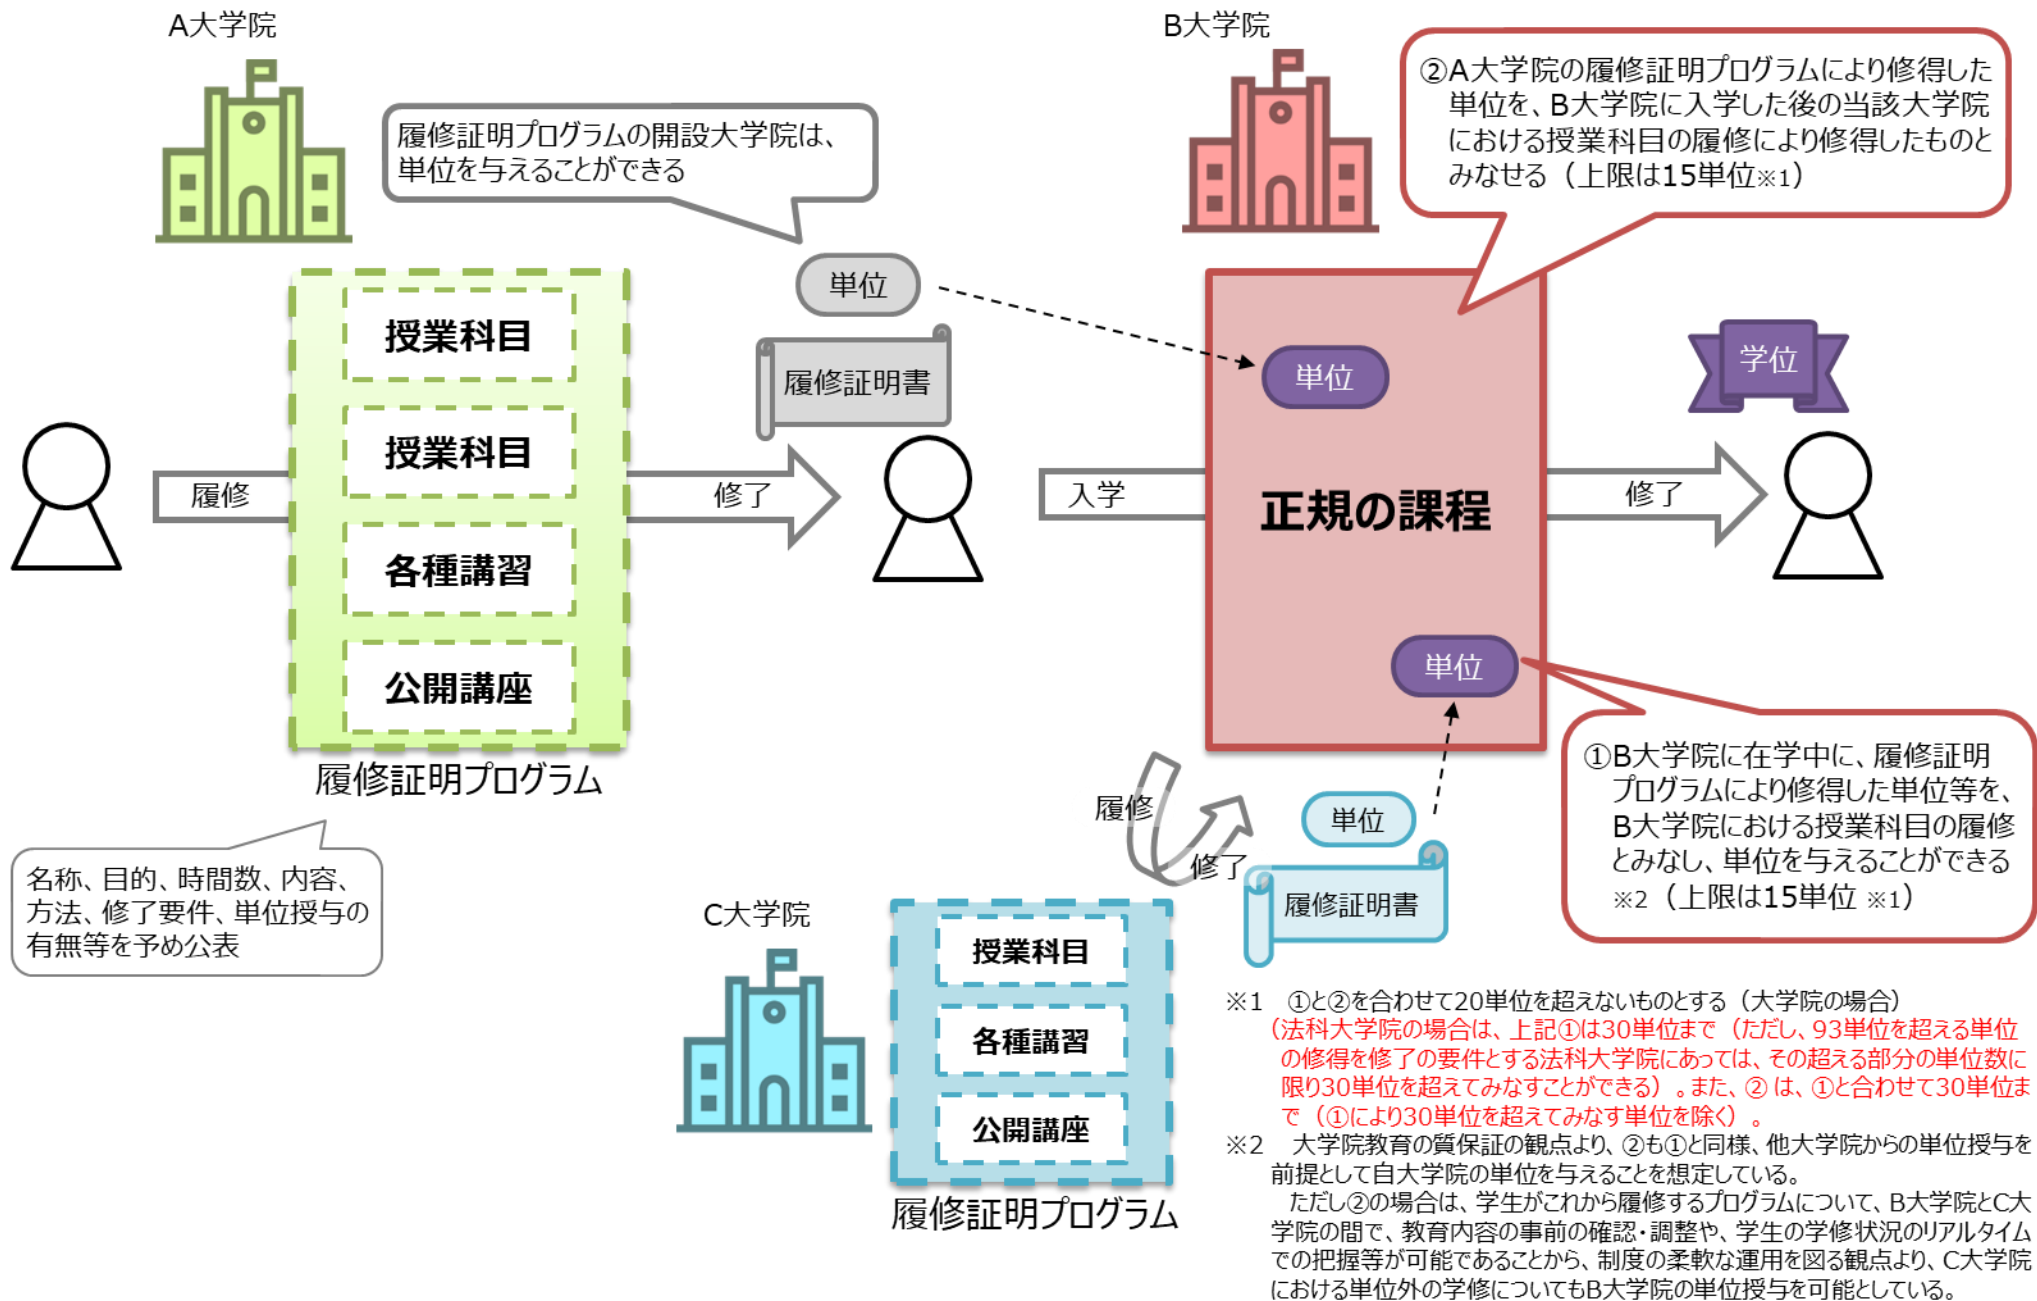 A大学院
B大学院
②A大学院の履修証明プログラムにより修得した
単位を、B大学院に入学した後の当該大学院
における授業科目の履修により修得したものと
みなせる（上限は15単位※1）
履修証明プログラムの開設大学院は、
単位を与えることができる
単位
履修証明書
授業科目
授業科目
各種講習
公開講座
履修証明プログラム
履修
修了
入学
単位
正規の課程
単位
修了
学位
名称、目的、時間数、内容、
方法、修了要件、単位授与の
有無等を予め公表
①B大学院に在学中に、履修証明
プログラムにより修得した単位等を、
B大学院における授業科目の履修
とみなし、単位を与えることができる
※2（上限は15単位 ※1）
履修
修了
単位
履修証明書
C大学院
授業科目
各種講習
公開講座
履修証明プログラム
※1　①と②を合わせて20単位を超えないものとする（大学院の場合）
（法科大学院の場合は、上記①は30単位まで（ただし、93単位を超える単位
の修得を修了の要件とする法科大学院にあっては、その超える部分の単位数に
限り30単位を超えてみなすことができる）。また、② は、①と合わせて30単位ま
で（①により30単位を超えてみなす単位を除く）。
※2　大学院教育の質保証の観点より、②も①と同様、他大学院からの単位授与を
前提として自大学院の単位を与えることを想定している。
ただし②の場合は、学生がこれから履修するプログラムについて、B大学院とC大
学院の間で、教育内容の事前の確認・調整や、学生の学修状況のリアルタイム
での把握等が可能であることから、制度の柔軟な運用を図る観点より、C大学院
における単位外の学修についてもB大学院の単位授与を可能としている。